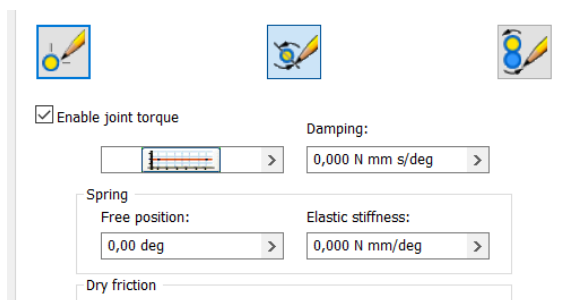 Enable joint torque
Damping:
0,000 N mm s/deg
Spring
Free position:
Elastic stiffness:
0,00 deg
0,000 N mm/deg
Dry friction